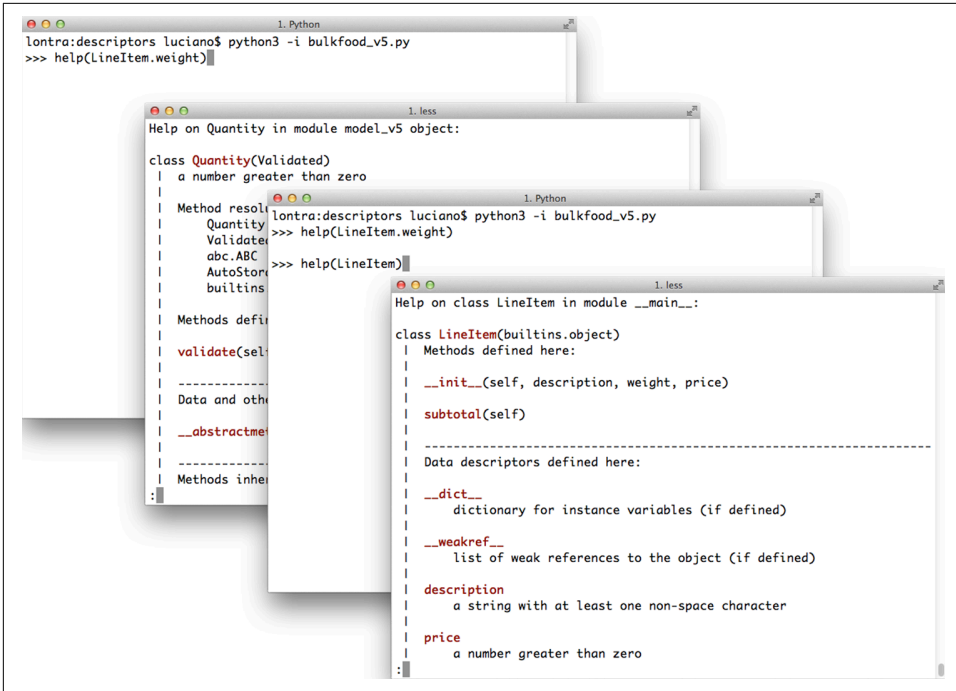 1. Python
lontra:descriptors luciano$ python3 -i bulkfood_v5.py
>>> help(LineItem.weight)
1. less
Help on Quantity in module model_v5 object:
class Quantity(Validated)
| a number greater than zero
|
| Method resol
| Quantity
| Validated
| abc.ABC
| AutoStora
| builtins
|
| Methods defin
|
| validate(self
|
| --------------
| Data and othe
|
| __abstractmet
|
| --------------
| Methods inher
:
1. Python
lontra:descriptors luciano$ python3 -i bulkfood_v5.py
>>> help(LineItem.weight)
>>> help(LineItem)
1. less
Help on class LineItem in module __main__:
class LineItem(builtins.object)
| Methods defined here:
|
| __init__(self, description, weight, price)
|
| subtotal(self)
|
| ----------------------------------------------------------------------
| Data descriptors defined here:
|
| __dict__
| dictionary for instance variables (if defined)
|
| __weakref__
| list of weak references to the object (if defined)
|
| description
| a string with at least one non-space character
|
| price
| a number greater than zero
: